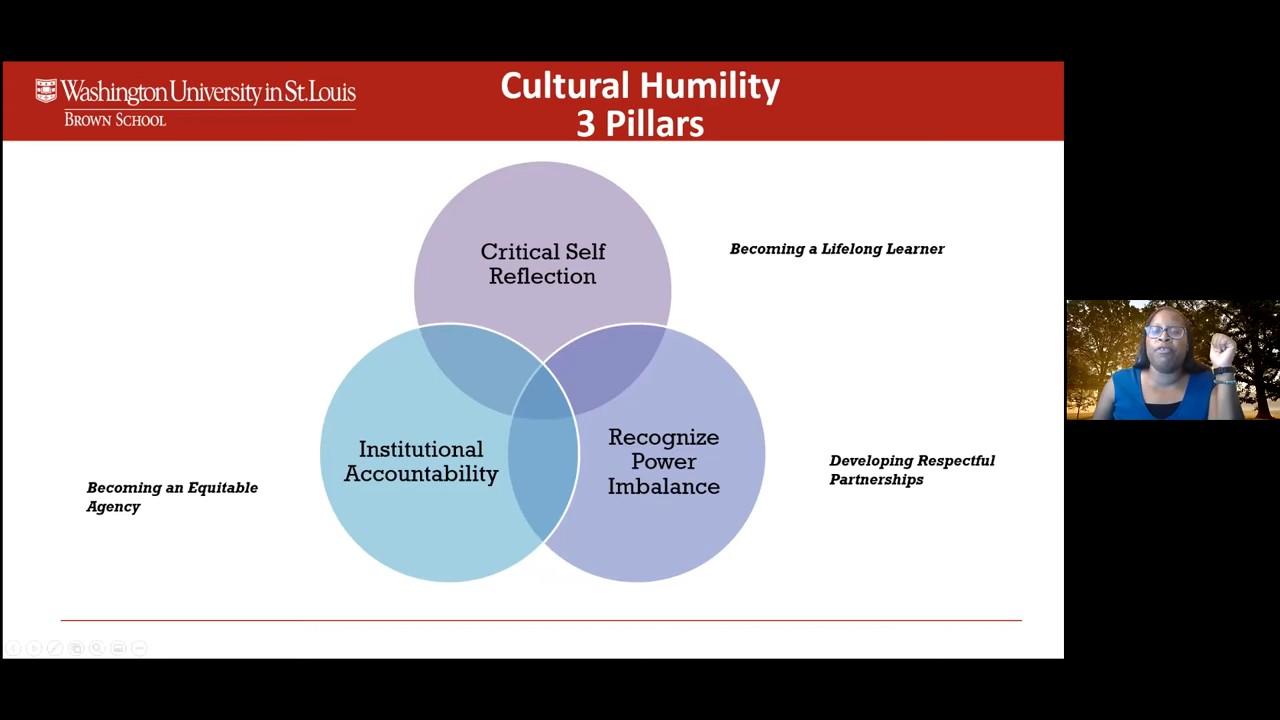 Washington University in St. Louis
BROWN SCHOOL
Cultural Humility
3 Pillars
Critical Self
Reflection
Becoming a Lifelong Learner
Institutional
Accountability
Recognize
Power
Imbalance
Becoming an Equitable
Agency
Developing Respectful
Partnerships